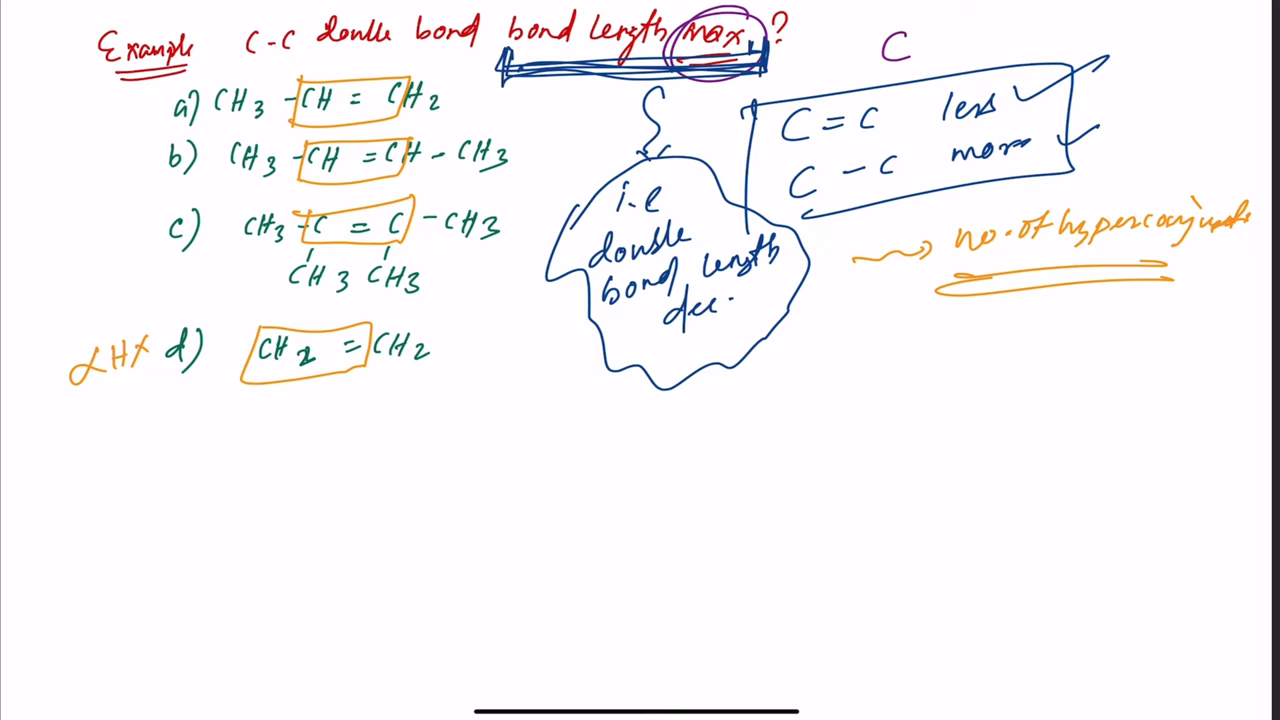 Example C-C double bond bond length max, ?
a) CH3 - CH = CH2
b) CH3 - CH = CH - CH3
c) CH3 - C = C - CH3
CH3 CH3
αHX d) CH2 = CH2
i.e
double
bond length
dec.
C
C = C less ✓
C - C more ✓
→ no. of hyperconjugate